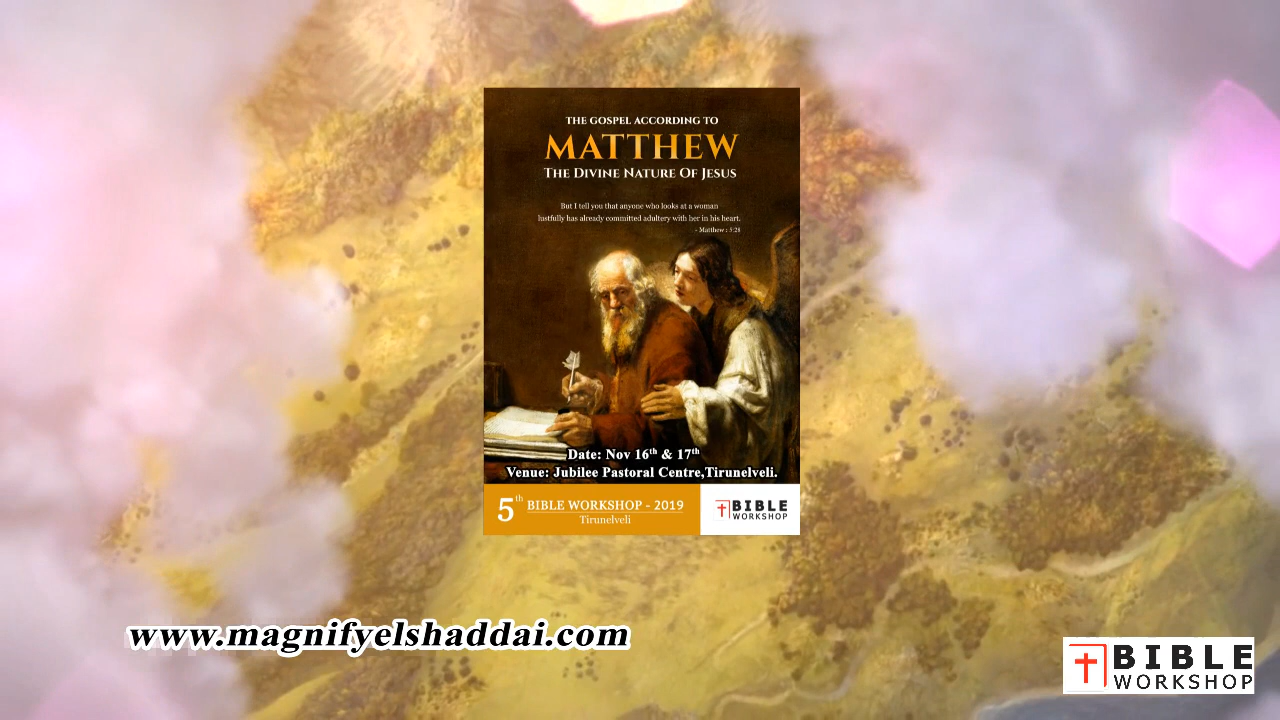 THE GOSPEL ACCORDING TO
MATTHEW
THE DIVINE NATURE OF JESUS
But I tell you that anyone who looks at a woman
lustfully has already committed adultery with her in his heart.
- Matthew : 5:28
Date: Nov 16th & 17th
Venue: Jubilee Pastoral Centre,Tirunelveli.
5th BIBLE WORKSHOP - 2019
Tirunelveli
BIBLE
WORKSHOP
www.magnifyelshaddai.com
BIBLE
WORKSHOP